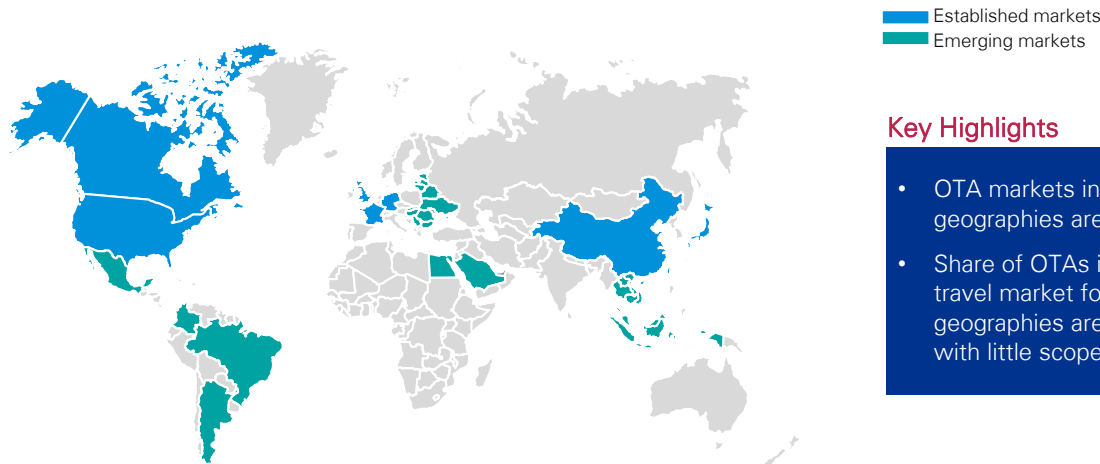 Established markets
Emerging markets
Key Highlights
• OTA markets in
geographies are
• Share of OTAs i
travel market fo
geographies are
with little scope